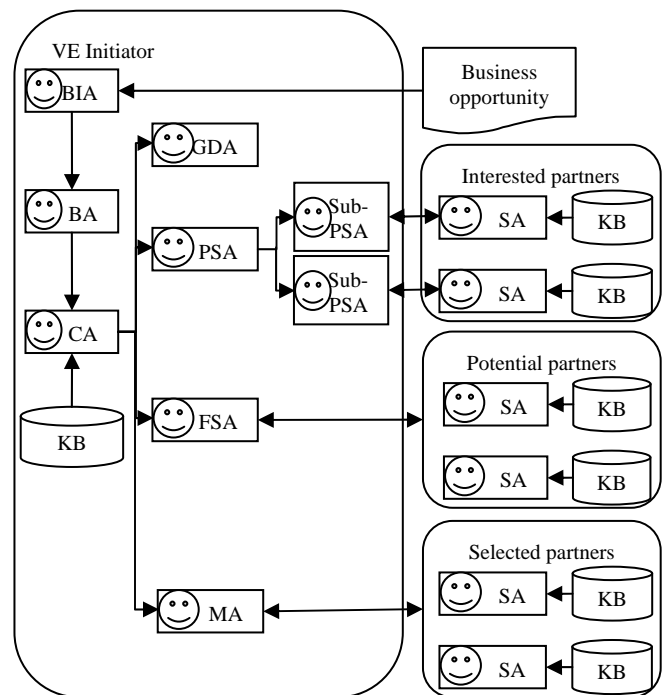 VE Initiator
Business
opportunity
BIA
GDA
Interested partners
BA
Sub-
PSA
SA
KB
PSA
Sub-
PSA
SA
KB
CA
Potential partners
SA
KB
FSA
KB
SA
KB
Selected partners
SA
KB
MA
SA
KB